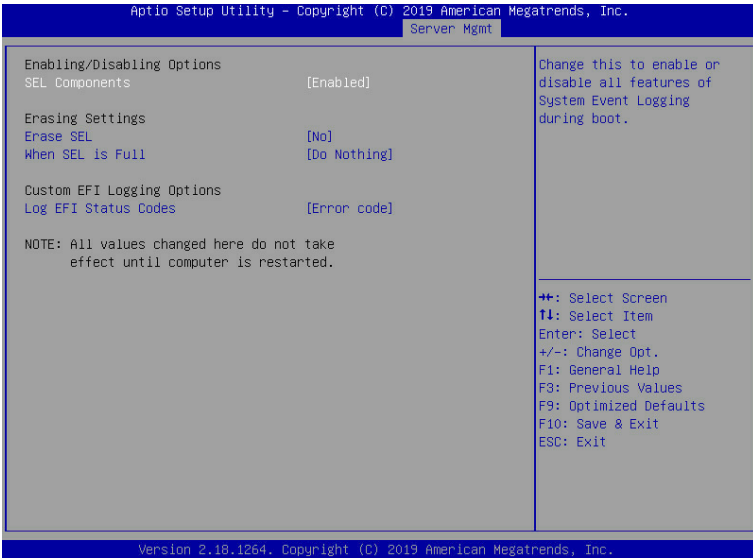 Aptio Setup Utility – Copyright (C) 2019 American Megatrends, Inc.
Server Mgmt
Enabling/Disabling Options
SEL Components [Enabled]
Erasing Settings
Erase SEL [No]
When SEL is Full [Do Nothing]
Custom EFI Logging Options
Log EFI Status Codes [Error code]
NOTE: All values changed here do not take
effect until computer is restarted.
Change this to enable or
disable all features of
System Event Logging
during boot.
→←: Select Screen
↑↓: Select Item
Enter: Select
+/-: Change Opt.
F1: General Help
F3: Previous Values
F9: Optimized Defaults
F10: Save & Exit
ESC: Exit
Version 2.18.1264. Copyright (C) 2019 American Megatrends, Inc.